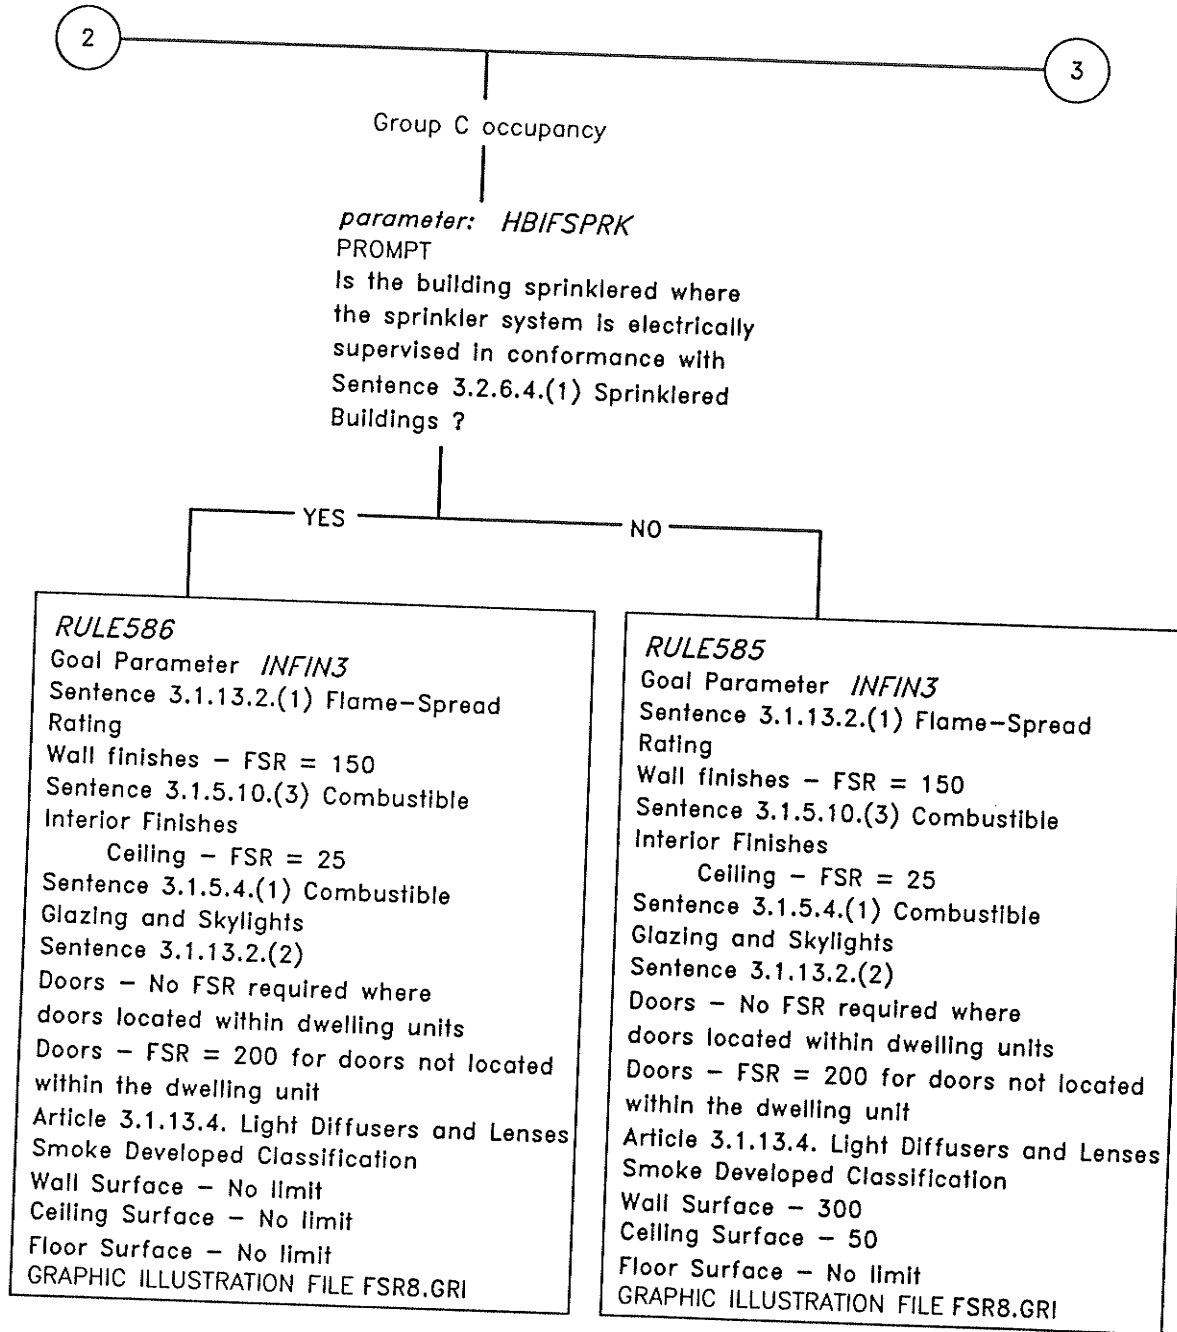 2
3
Group C occupancy
parameter: HBIFSPRK
PROMPT
Is the building sprinklered where
the sprinkler system is electrically
supervised in conformance with
Sentence 3.2.6.4.(1) Sprinklered
Buildings ?
YES
NO
RULE586
Goal Parameter INFIN3
Sentence 3.1.13.2.(1) Flame-Spread
Rating
Wall finishes - FSR = 150
Sentence 3.1.5.10.(3) Combustible
Interior Finishes
Ceiling - FSR = 25
Sentence 3.1.5.4.(1) Combustible
Glazing and Skylights
Sentence 3.1.13.2.(2)
Doors - No FSR required where
doors located within dwelling units
Doors - FSR = 200 for doors not located
within the dwelling unit
Article 3.1.13.4. Light Diffusers and Lenses
Smoke Developed Classification
Wall Surface - No limit
Ceiling Surface - No limit
Floor Surface - No limit
GRAPHIC ILLUSTRATION FILE FSR8.GRI
RULE585
Goal Parameter INFIN3
Sentence 3.1.13.2.(1) Flame-Spread
Rating
Wall finishes - FSR = 150
Sentence 3.1.5.10.(3) Combustible
Interior Finishes
Ceiling - FSR = 25
Sentence 3.1.5.4.(1) Combustible
Glazing and Skylights
Sentence 3.1.13.2.(2)
Doors - No FSR required where
doors located within dwelling units
Doors - FSR = 200 for doors not located
within the dwelling unit
Article 3.1.13.4. Light Diffusers and Lenses
Smoke Developed Classification
Wall Surface - 300
Ceiling Surface - 50
Floor Surface - No limit
GRAPHIC ILLUSTRATION FILE FSR8.GRI